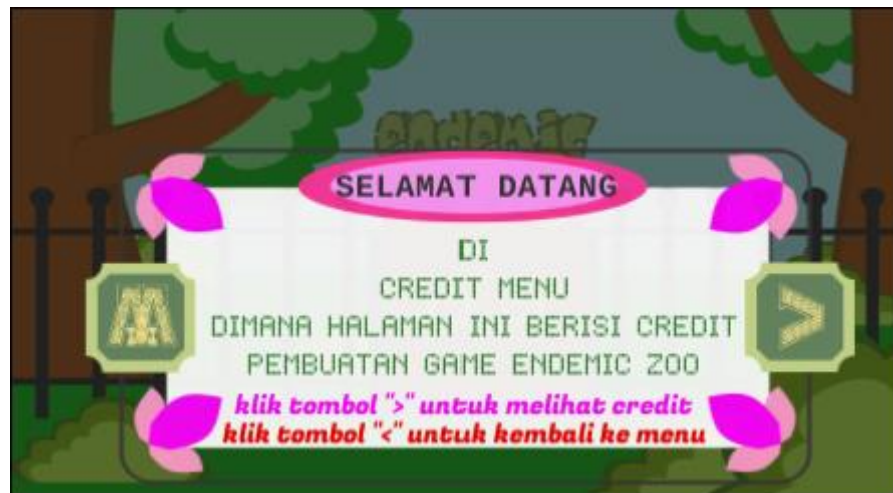 ENDEMIC
SELAMAT DATANG
DI
CREDIT MENU
DIMANA HALAMAN INI BERISI CREDIT
PEMBUATAN GAME ENDEMIC ZOO
M >
klik tombol ">" untuk melihat credit
klik tombol "<" untuk kembali ke menu